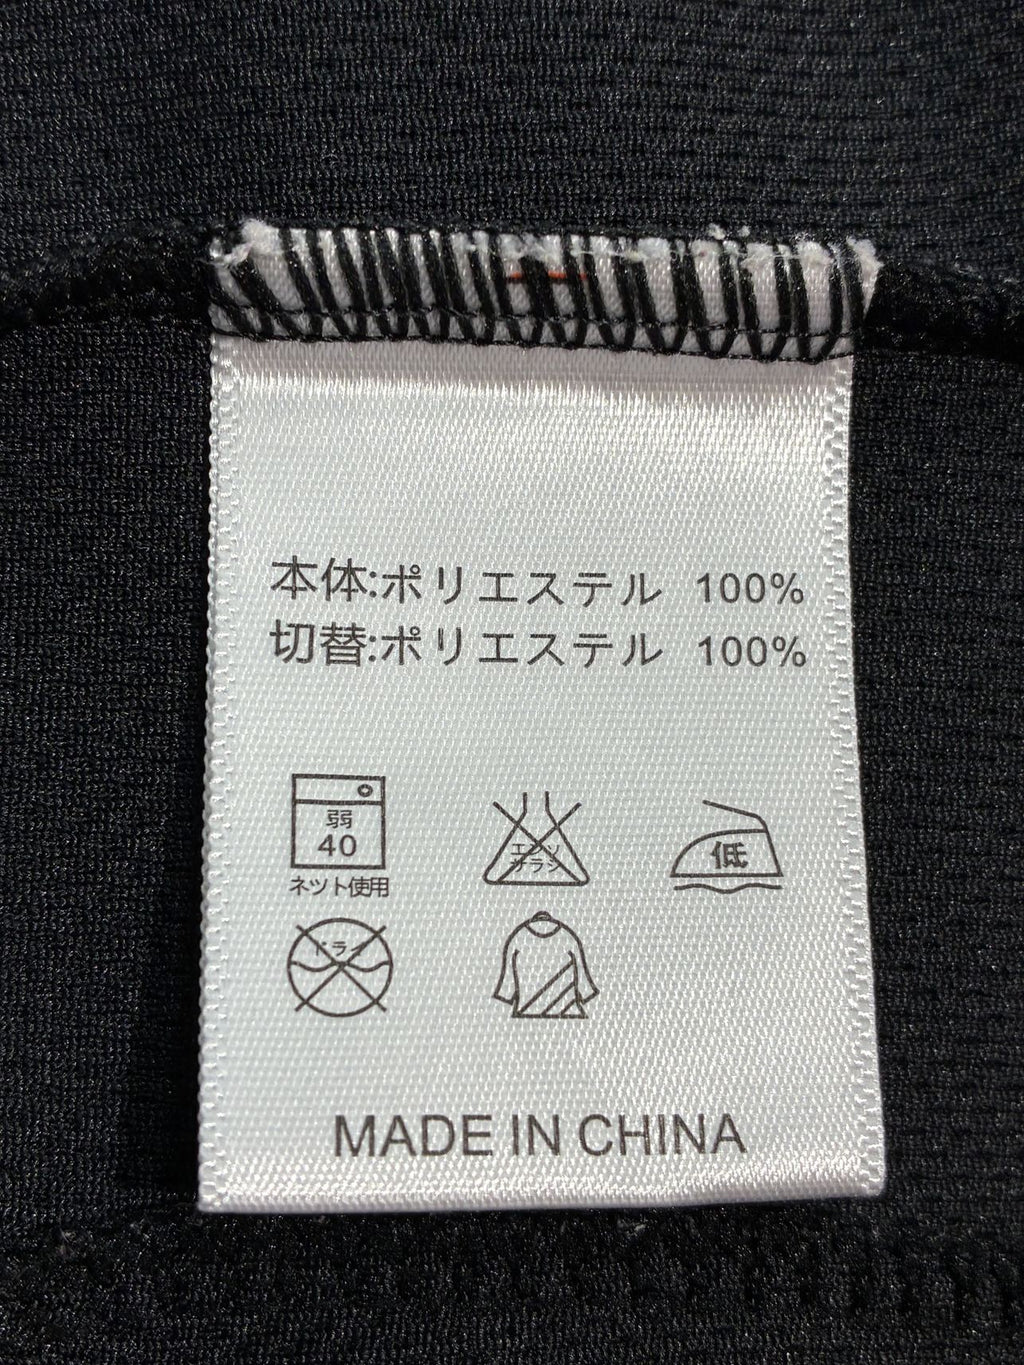 本体:ポリエステル 100%
切替:ポリエステル 100%
弱
40
ネット使用
エンソ
サラシ
低
ドライ
MADE IN CHINA